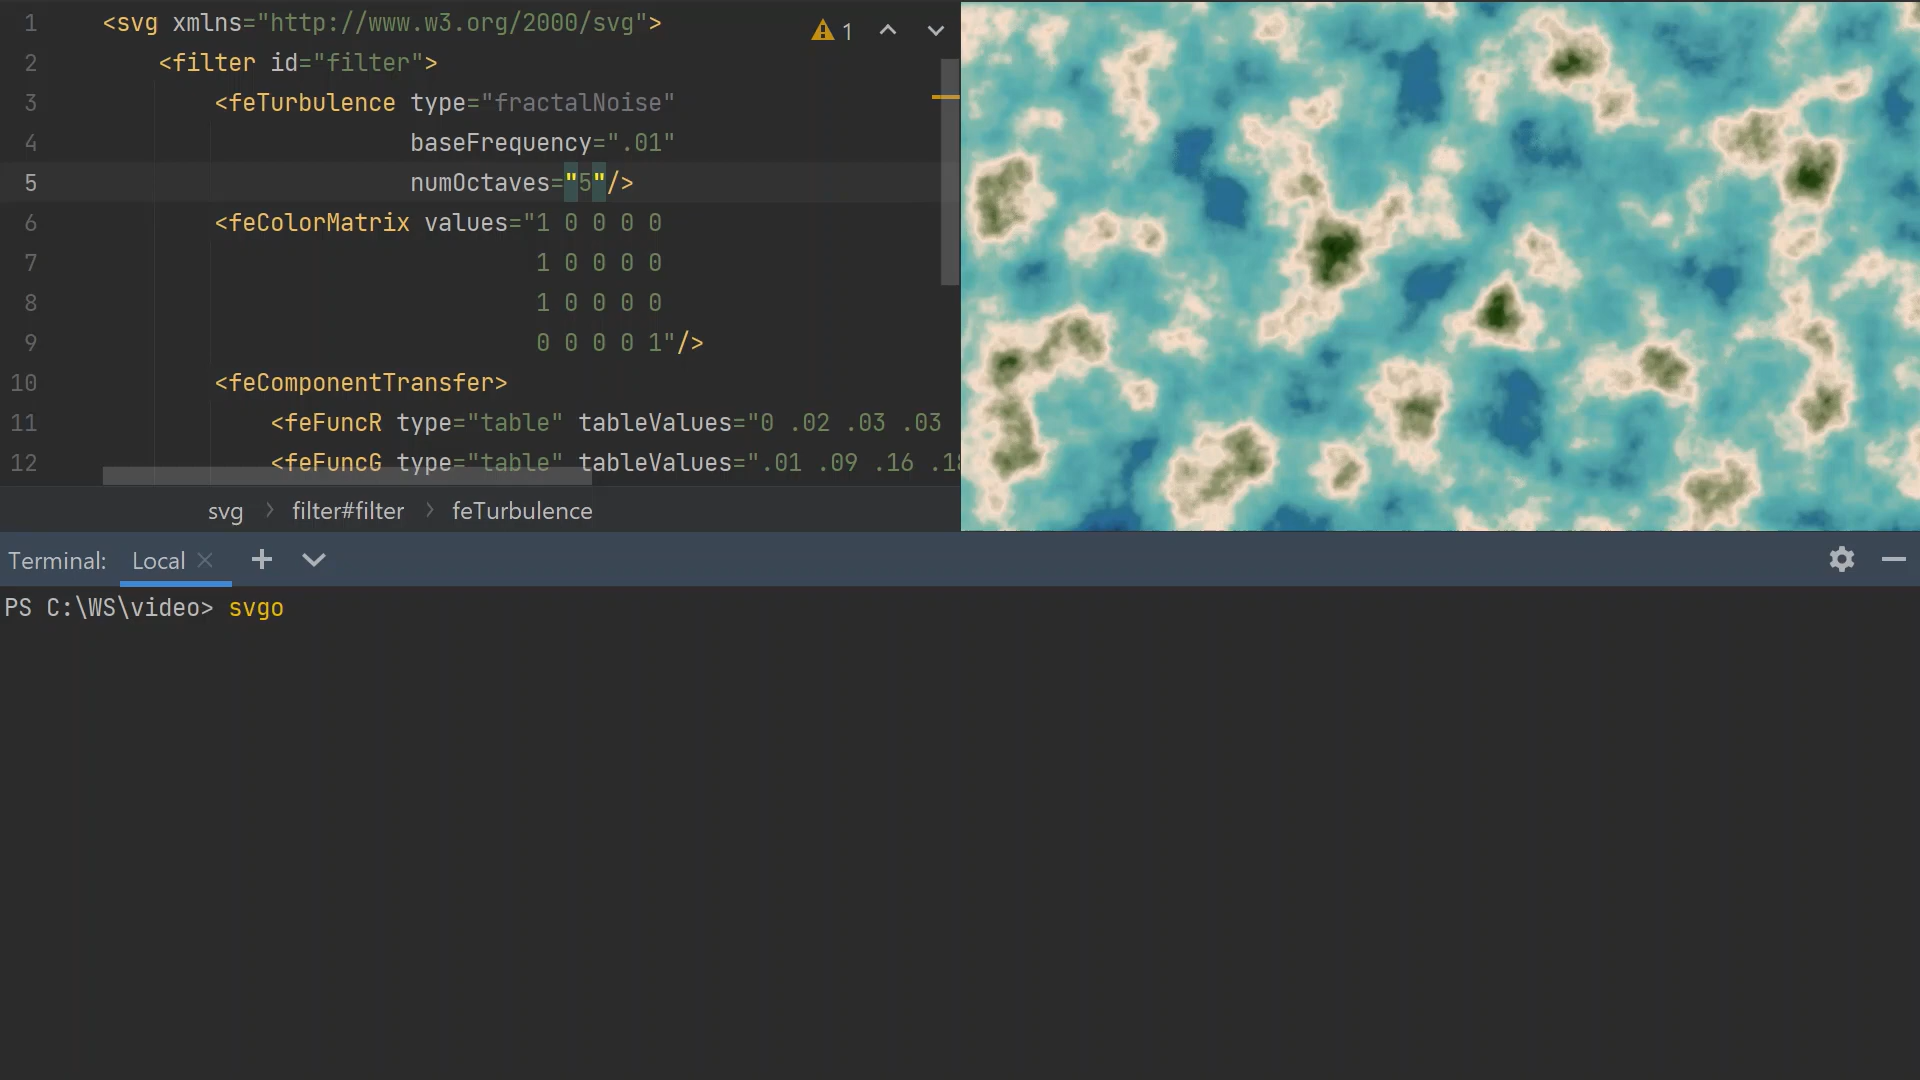 1 <svg xmlns="http://www.w3.org/2000/svg"> 1
2 <filter id="filter">
3 <feTurbulence type="fractalNoise"
4 baseFrequency=".01"
5 numOctaves="5"/>
6 <feColorMatrix values="1 0 0 0 0
7 1 0 0 0 0
8 1 0 0 0 0
9 0 0 0 0 1"/>
10 <feComponentTransfer>
11 <feFuncR type="table" tableValues="0 .02 .03 .03
12 <feFuncG type="table" tableValues=".01 .09 .16 .18
svg > filter#filter > feTurbulence
Terminal: Local
PS C:\WS\video> svgo